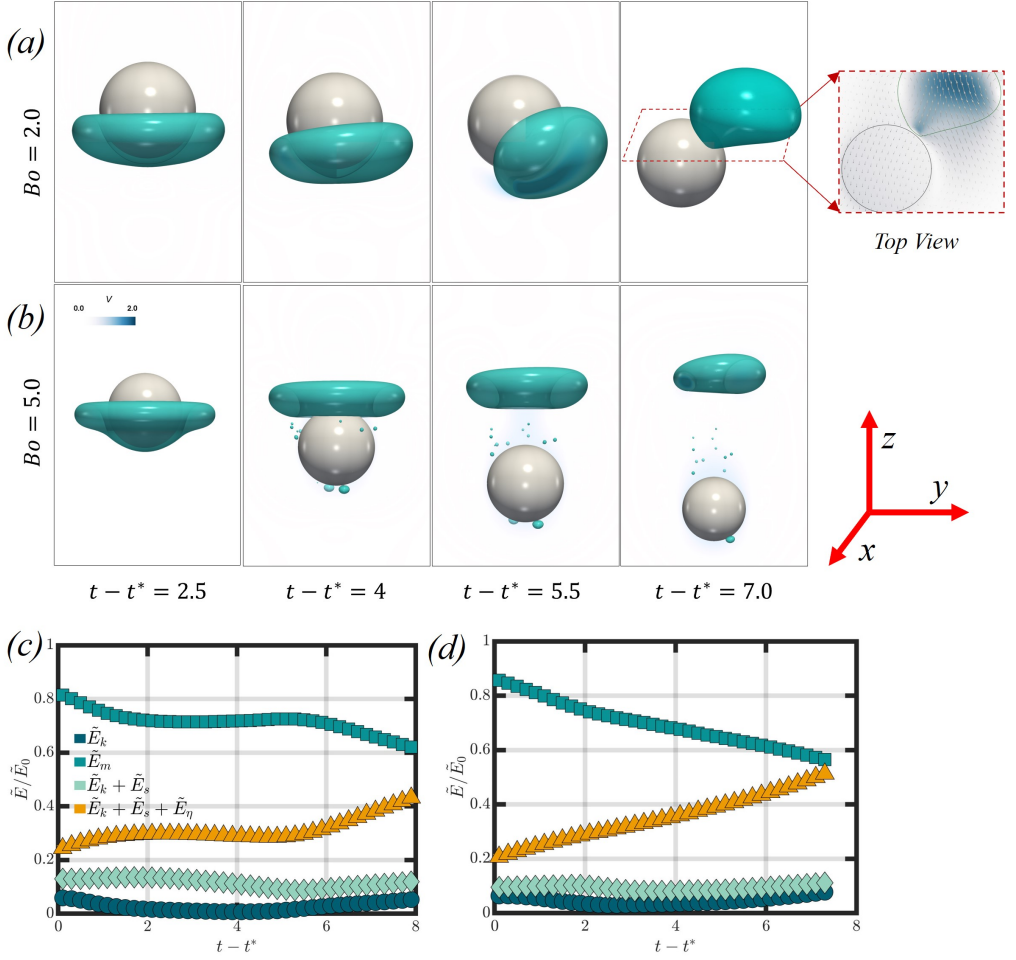 (a)
Bo = 2.0
Top View
(b)
V
0.0 2.0
Bo = 5.0
z
y
x
t − t* = 2.5
t − t* = 4
t − t* = 5.5
t − t* = 7.0
(c)
1
0.8
0.6
0.4
0.2
0
Ẽ/Ẽ₀
Ẽₖ
Ẽₘ
Ẽₖ + Ẽₛ
Ẽₖ + Ẽₛ + Ẽ_η
0 2 4 6 8
t − t*
(d)
1
0.8
0.6
0.4
0.2
0
Ẽ/Ẽ₀
0 2 4 6 8
t − t*